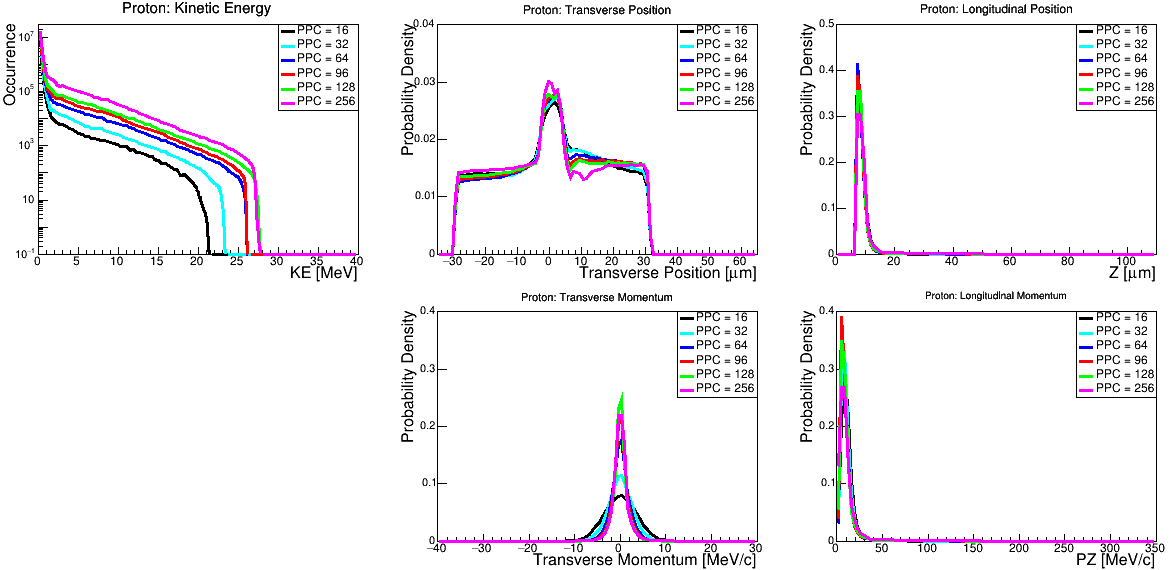 Proton: Kinetic Energy
Occurrence
10⁷
10⁵
10³
10
10⁻¹
0 5 10 15 20 25 30 35 40
KE [MeV]
PPC = 16
PPC = 32
PPC = 64
PPC = 96
PPC = 128
PPC = 256
Proton: Transverse Position
Probability Density
0.04
0.03
0.02
0.01
0
−30 −20 −10 0 10 20 30 40 50 60
Transverse Position [μm]
PPC = 16
PPC = 32
PPC = 64
PPC = 96
PPC = 128
PPC = 256
Proton: Longitudinal Position
Probability Density
0.5
0.4
0.3
0.2
0.1
0
0 20 40 60 80 100
Z [μm]
PPC = 16
PPC = 32
PPC = 64
PPC = 96
PPC = 128
PPC = 256
Proton: Transverse Momentum
Probability Density
0.4
0.3
0.2
0.1
0
−40 −30 −20 −10 0 10 20 30
Transverse Momentum [MeV/c]
PPC = 16
PPC = 32
PPC = 64
PPC = 96
PPC = 128
PPC = 256
Proton: Longitudinal Momentum
Probability Density
0.4
0.3
0.2
0.1
0
0 50 100 150 200 250 300 350
PZ [MeV/c]
PPC = 16
PPC = 32
PPC = 64
PPC = 96
PPC = 128
PPC = 256